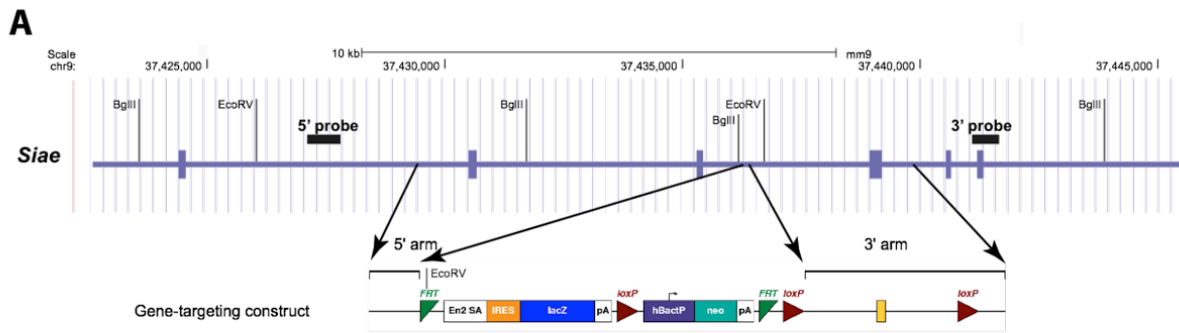 A
Scale
10 kb
mm9
chr9:
37,425,000
37,430,000
37,435,000
37,440,000
37,445,000
BglII
EcoRV
BglII
EcoRV
BglII
BglII
5' probe
3' probe
Siae
5' arm
3' arm
EcoRV
FRT
loxP
FRT
loxP
loxP
Gene-targeting construct
En2 SA
IRES
lacZ
pA
hBactP
neo
pA